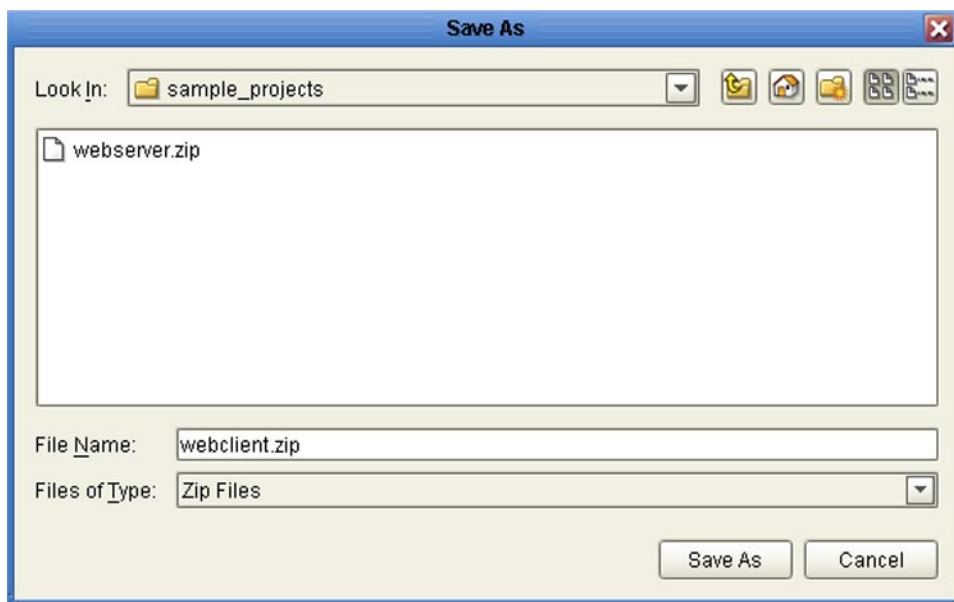 Save As
Look In: sample_projects
webserver.zip
File Name: webclient.zip
Files of Type: Zip Files
Save As Cancel